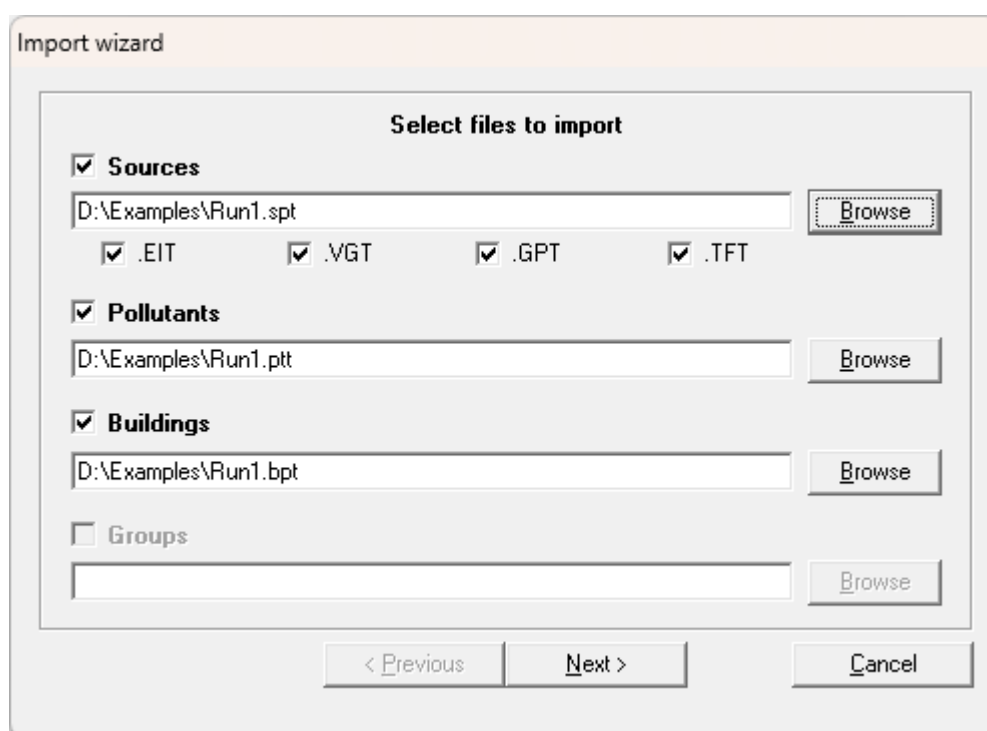 Import wizard
Select files to import
Sources
D:\Examples\Run1.spt Browse
.EIT .VGT .GPT .TFT
Pollutants
D:\Examples\Run1.ptt Browse
Buildings
D:\Examples\Run1.bpt Browse
Groups
Browse
< Previous Next > Cancel